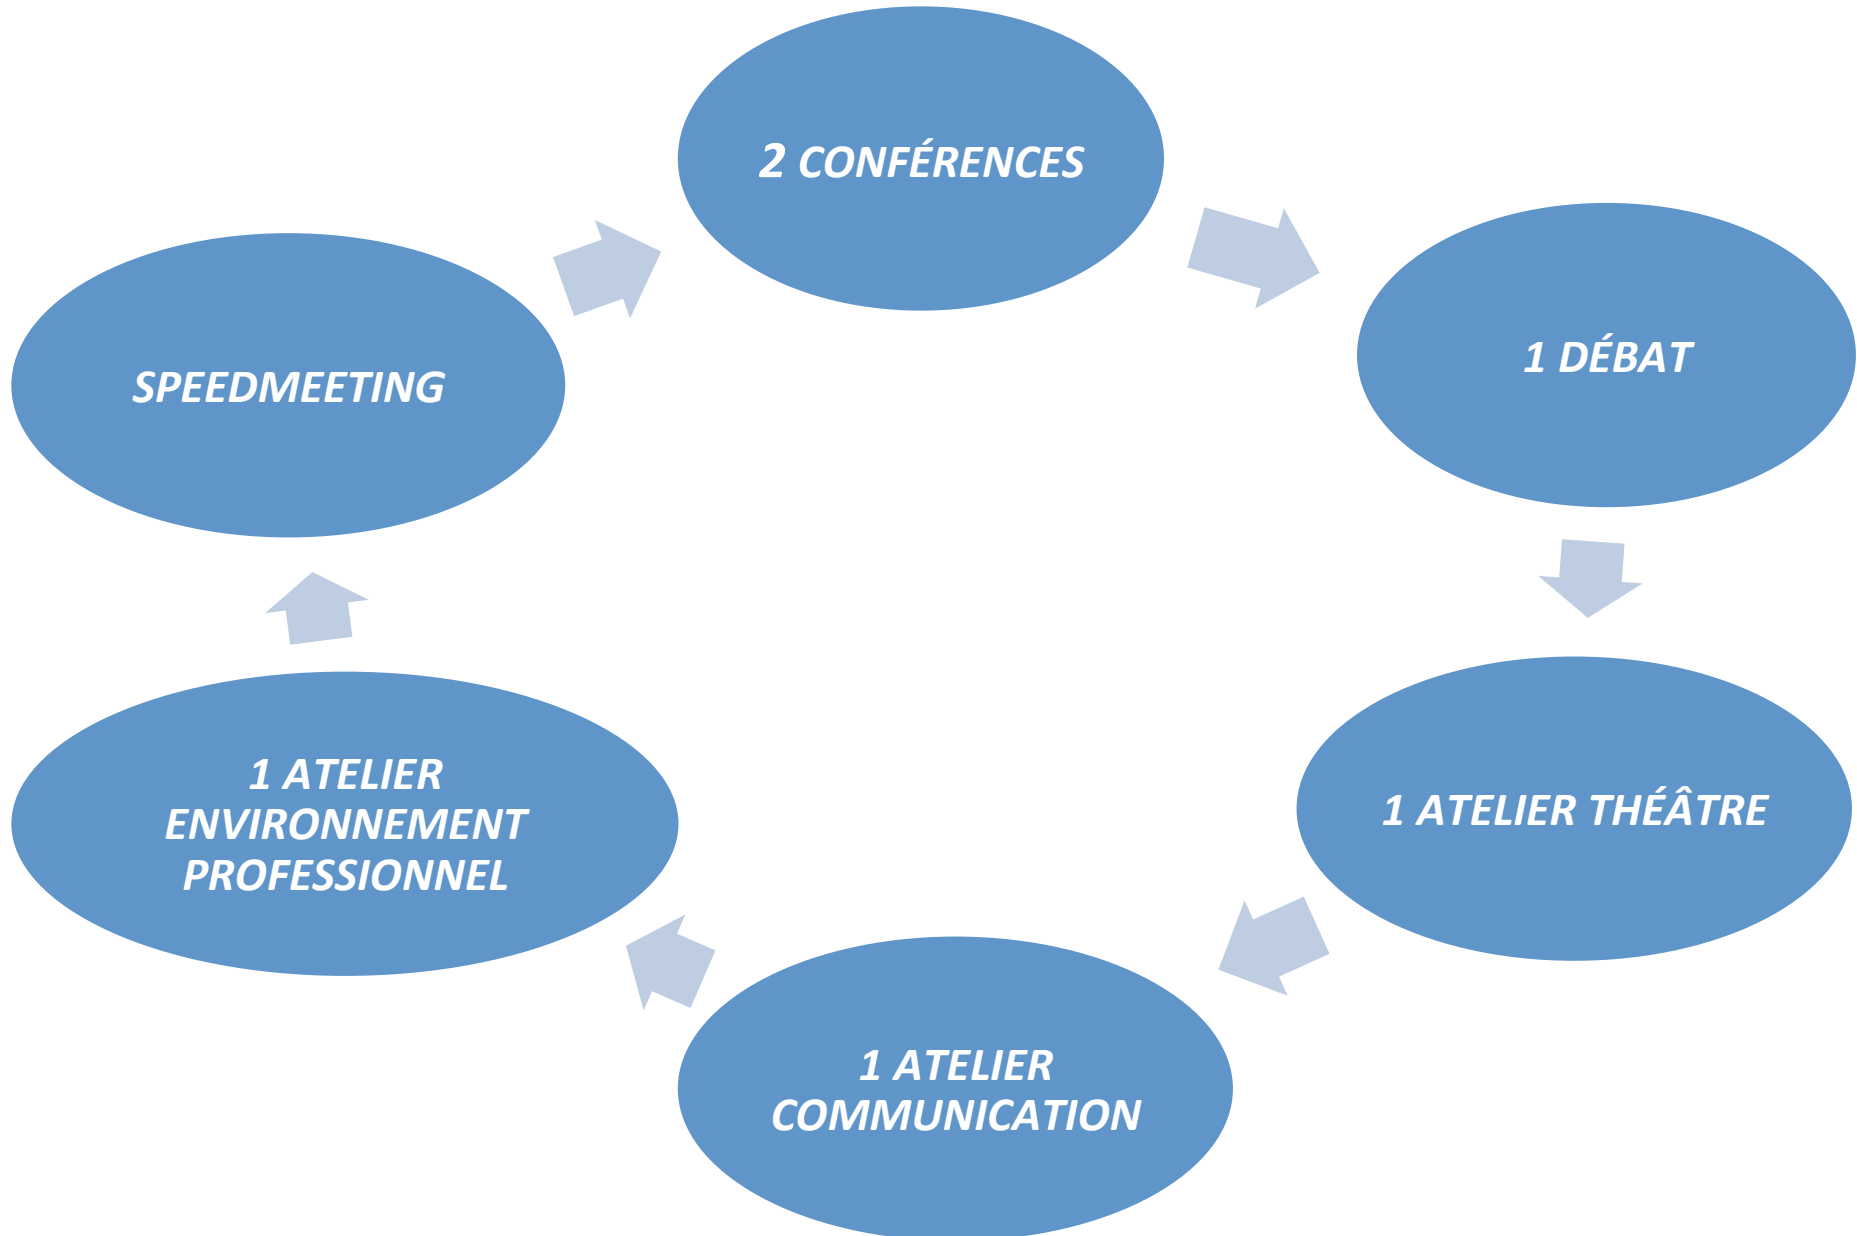 2 CONFÉRENCES
1 DÉBAT
1 ATELIER THÉÂTRE
1 ATELIER
COMMUNICATION
1 ATELIER
ENVIRONNEMENT
PROFESSIONNEL
SPEEDMEETING